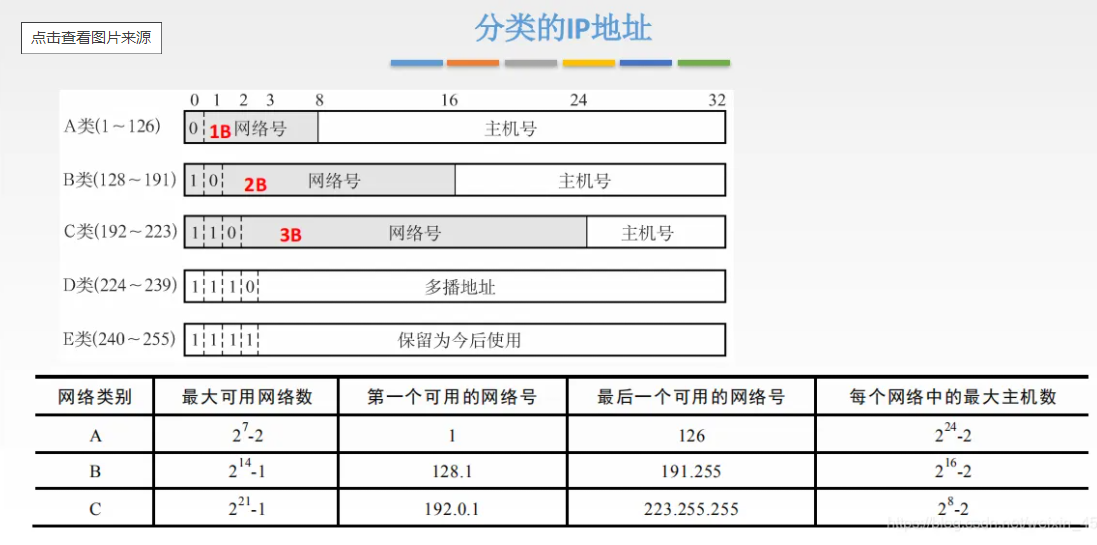 分类的IP地址
点击查看图片来源
0 1 2 3 8 16 24 32
A类(1～126) 0 1B 网络号 主机号
B类(128～191) 1 0 2B 网络号 主机号
C类(192～223) 1 1 0 3B 网络号 主机号
D类(224～239) 1 1 1 0 多播地址
E类(240～255) 1 1 1 1 保留为今后使用
网络类别 最大可用网络数 第一个可用的网络号 最后一个可用的网络号 每个网络中的最大主机数
A 2^7-2 1 126 2^24-2
B 2^14-1 128.1 191.255 2^16-2
C 2^21-1 192.0.1 223.255.255 2^8-2
https://blog.csdn.net/weixin_45